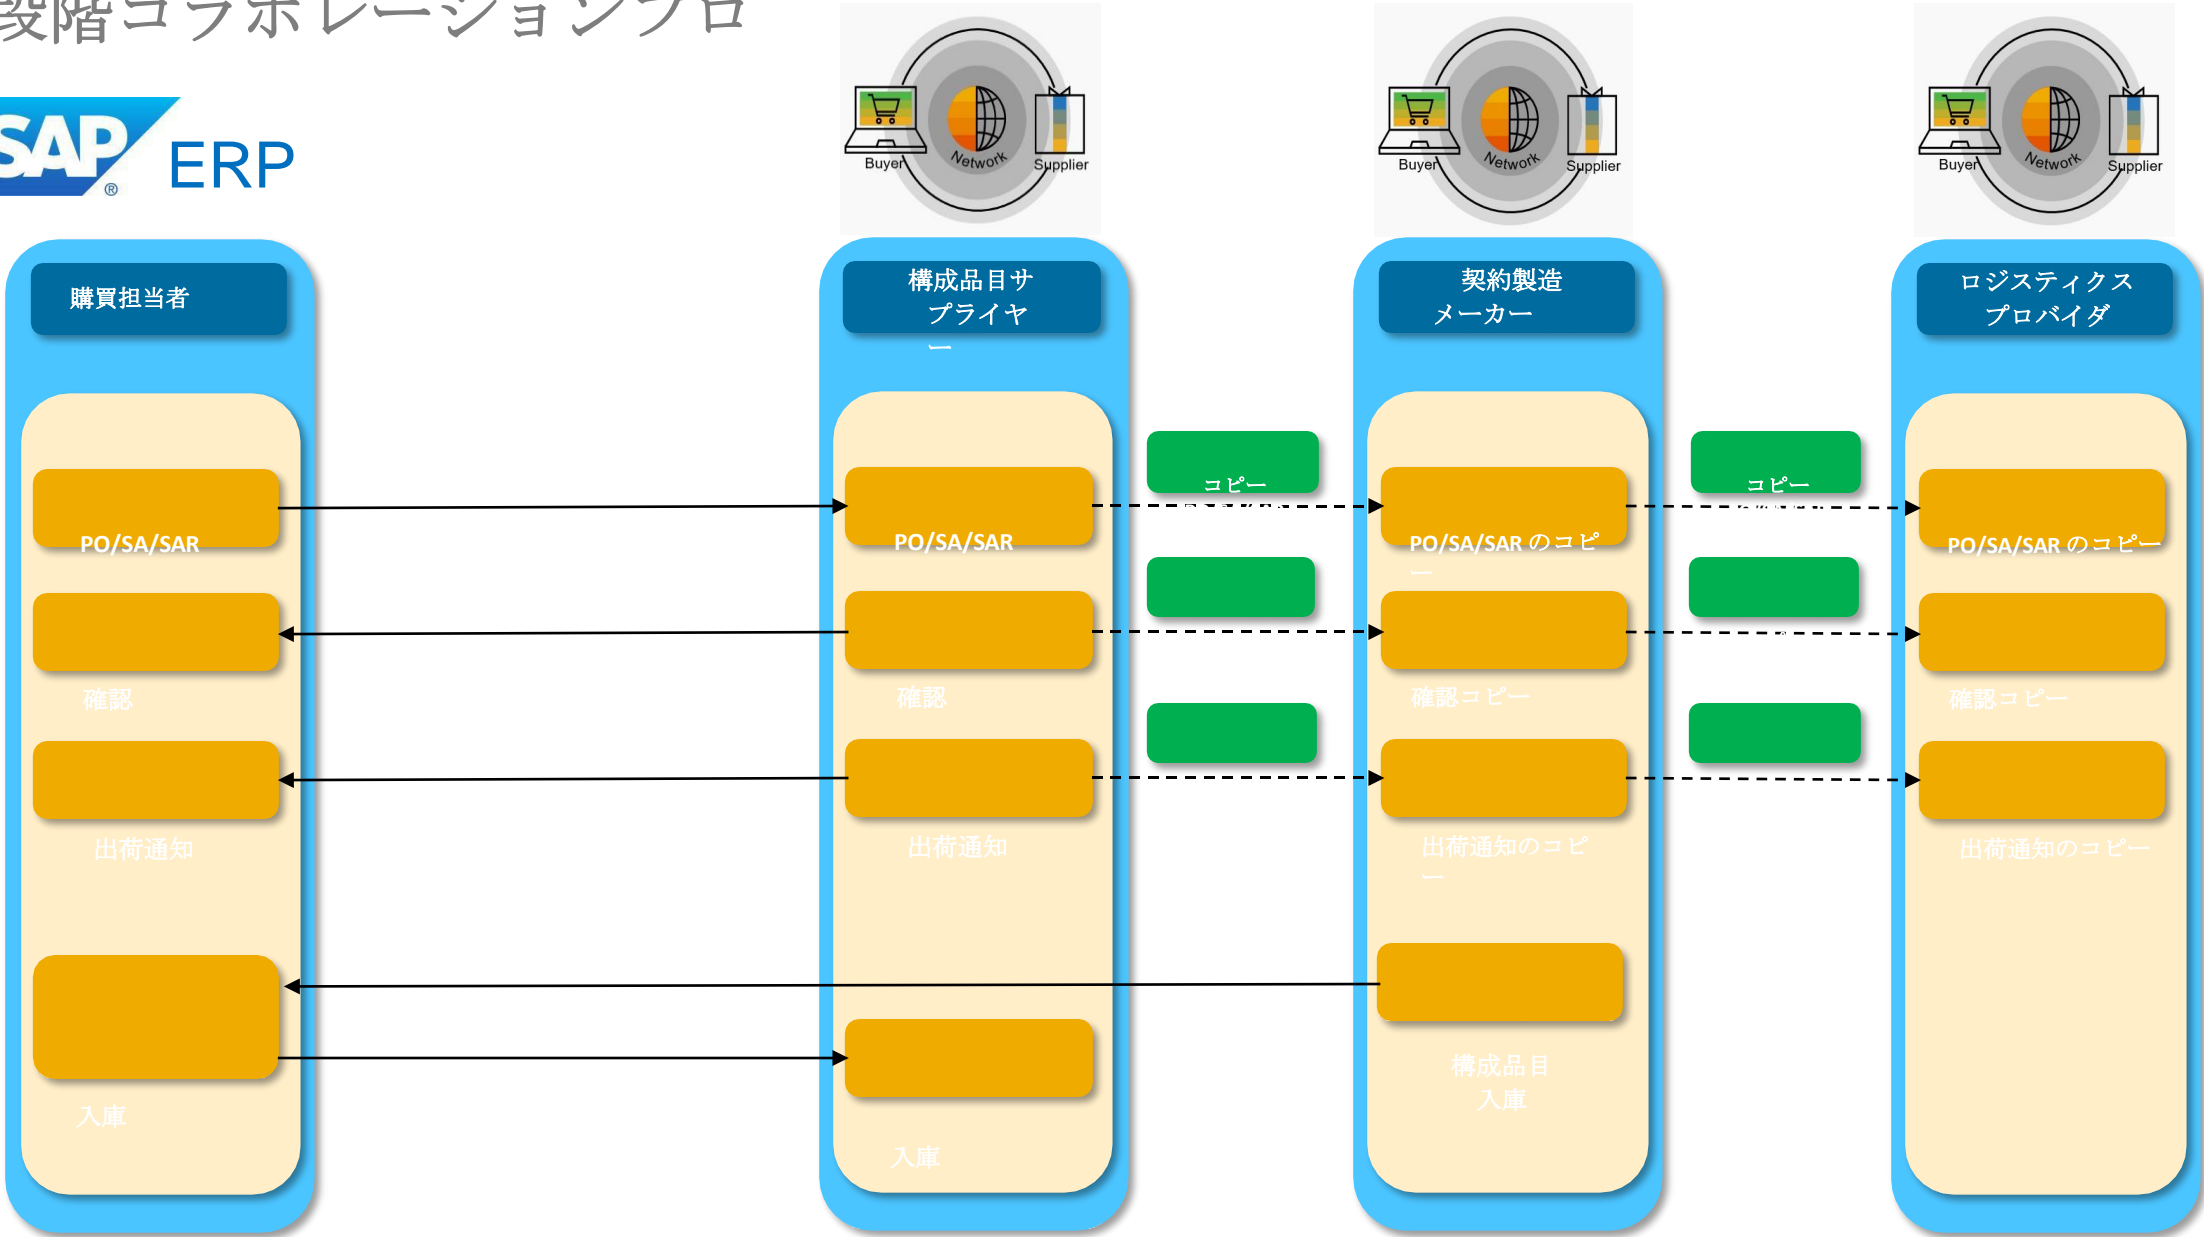 段階コラボレーションプロ
SAP
®
ERP
Buyer
Network
Supplier
Buyer
Network
Supplier
Buyer
Network
Supplier
購買担当者
構成品目サ
プライヤ
ー
契約製造
メーカー
ロジスティクス
プロバイダ
コピー
コピー
PO/SA/SAR
PO/SA/SAR
PO/SA/SAR のコピ
ー
PO/SA/SAR のコピー
確認
確認
確認コピー
確認コピー
出荷通知
出荷通知
出荷通知のコピ
ー
出荷通知のコピー
構成品目
入庫
入庫
入庫